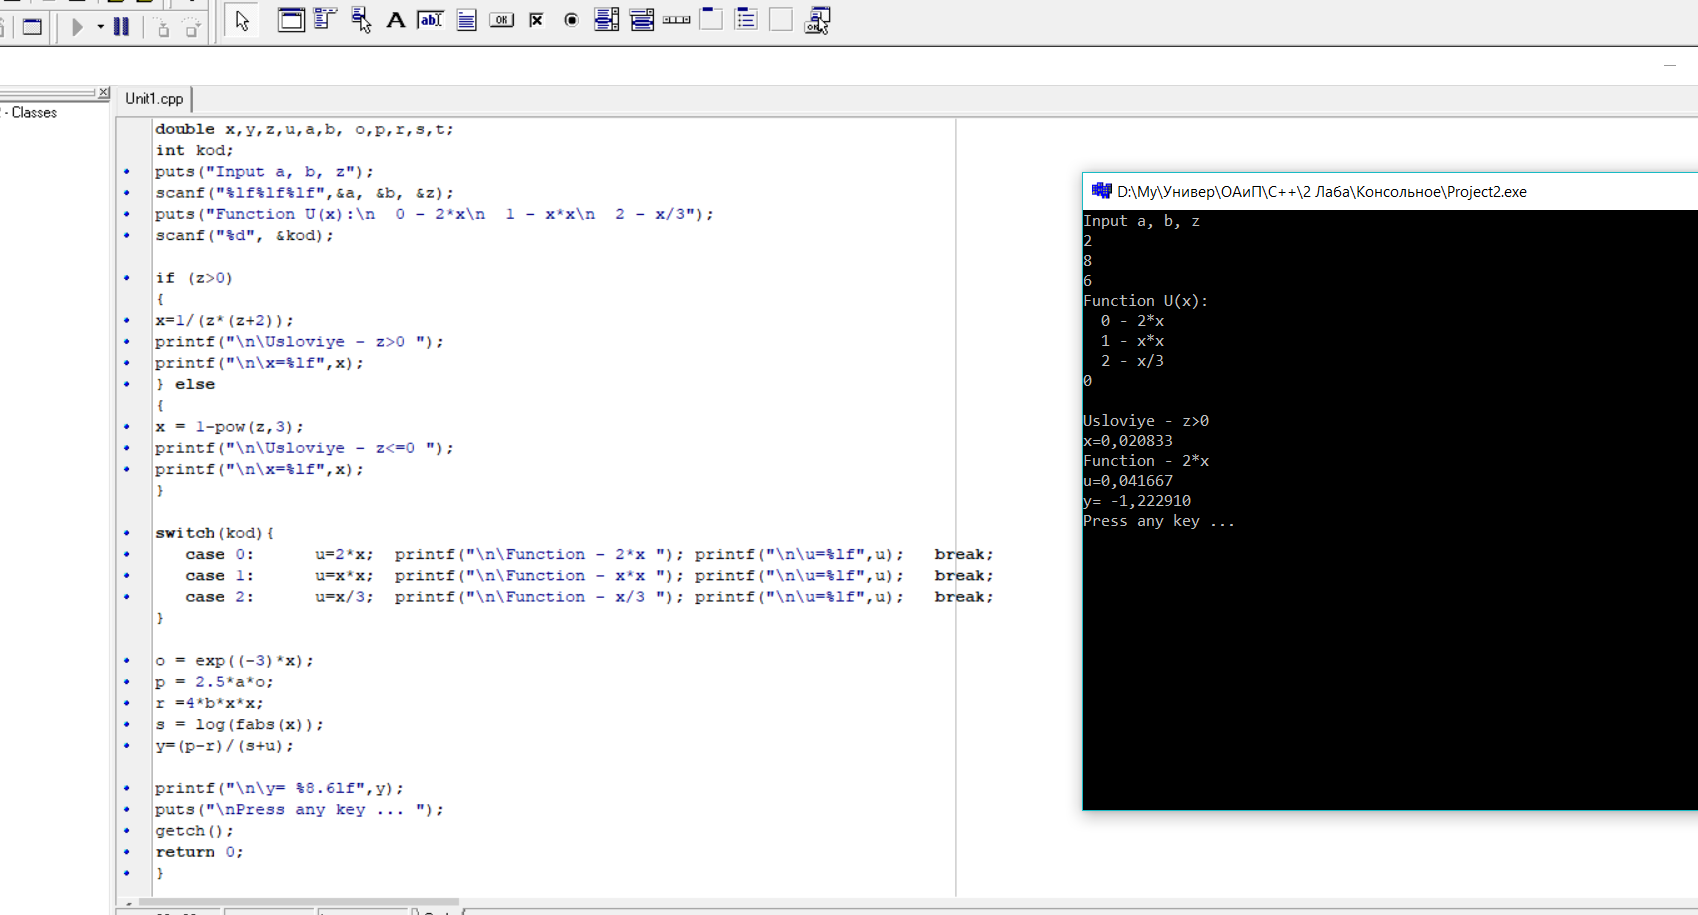 Unit1.cpp
- Classes
double x,y,z,u,a,b, o,p,r,s,t;
int kod;
puts("Input a, b, z");
scanf("%lf%lf%lf",&a, &b, &z);
puts("Function U(x):\n  0 - 2*x\n  1 - x*x\n  2 - x/3");
scanf("%d", &kod);
if (z>0)
{
x=1/(z*(z+2));
printf("\n\Usloviye - z>0 ");
printf("\n\x=%lf",x);
} else
{
x = 1-pow(z,3);
printf("\n\Usloviye - z<=0 ");
printf("\n\x=%lf",x);
}
switch(kod){
case 0:      u=2*x;  printf("\n\Function - 2*x "); printf("\n\u=%lf",u);   break;
case 1:      u=x*x;  printf("\n\Function - x*x "); printf("\n\u=%lf",u);   break;
case 2:      u=x/3;  printf("\n\Function - x/3 "); printf("\n\u=%lf",u);   break;
}
o = exp((-3)*x);
p = 2.5*a*o;
r =4*b*x*x;
s = log(fabs(x));
y=(p-r)/(s+u);
printf("\n\y= %8.6lf",y);
puts("\nPress any key ... ");
getch();
return 0;
}
D:\My\Универ\ОАиП\C++\2 Лаба\Консольное\Project2.exe
Input a, b, z
2
8
6
Function U(x):
0 - 2*x
1 - x*x
2 - x/3
0
Usloviye - z>0
x=0,020833
Function - 2*x
u=0,041667
y= -1,222910
Press any key ...
A
ab
OK